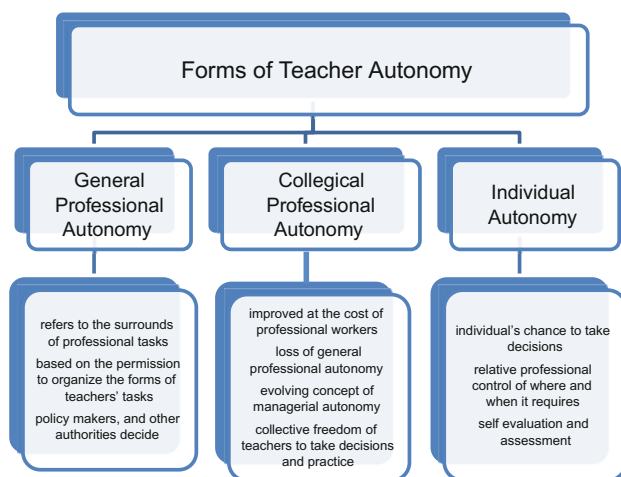 Forms of Teacher Autonomy
General
Professional
Autonomy
refers to the surrounds
of professional tasks
based on the permission
to organize the forms of
teachers' tasks
policy makers, and other
authorities decide
Collegical
Professional
Autonomy
improved at the cost of
professional workers
loss of general
professional autonomy
evolving concept of
managerial autonomy
collective freedom of
teachers to take decisions
and practice
Individual
Autonomy
individual's chance to take
decisions
relative professional
control of where and
when it requires
self evaluation and
assessment